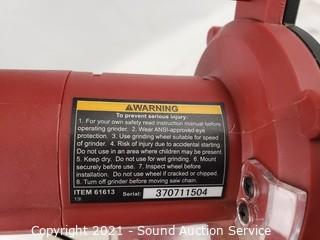 ⚠WARNING
To prevent serious injury:
1. For your own safety read instruction manual before
operating grinder. 2. Wear ANSI-approved eye
protection. 3. Use grinding wheel suitable for speed
of grinder. 4. Risk of injury due to accidental starting.
Do not use in an area where children may be present.
5. Keep dry. Do not use for wet grinding. 6. Mount
securely before use. 7. Inspect wheel before
installation. Do not use wheel if cracked or chipped.
8. Turn off grinder before moving saw chain.
ITEM 61613 Serial: 370711504
Copyright 2021 - Sound Auction Service